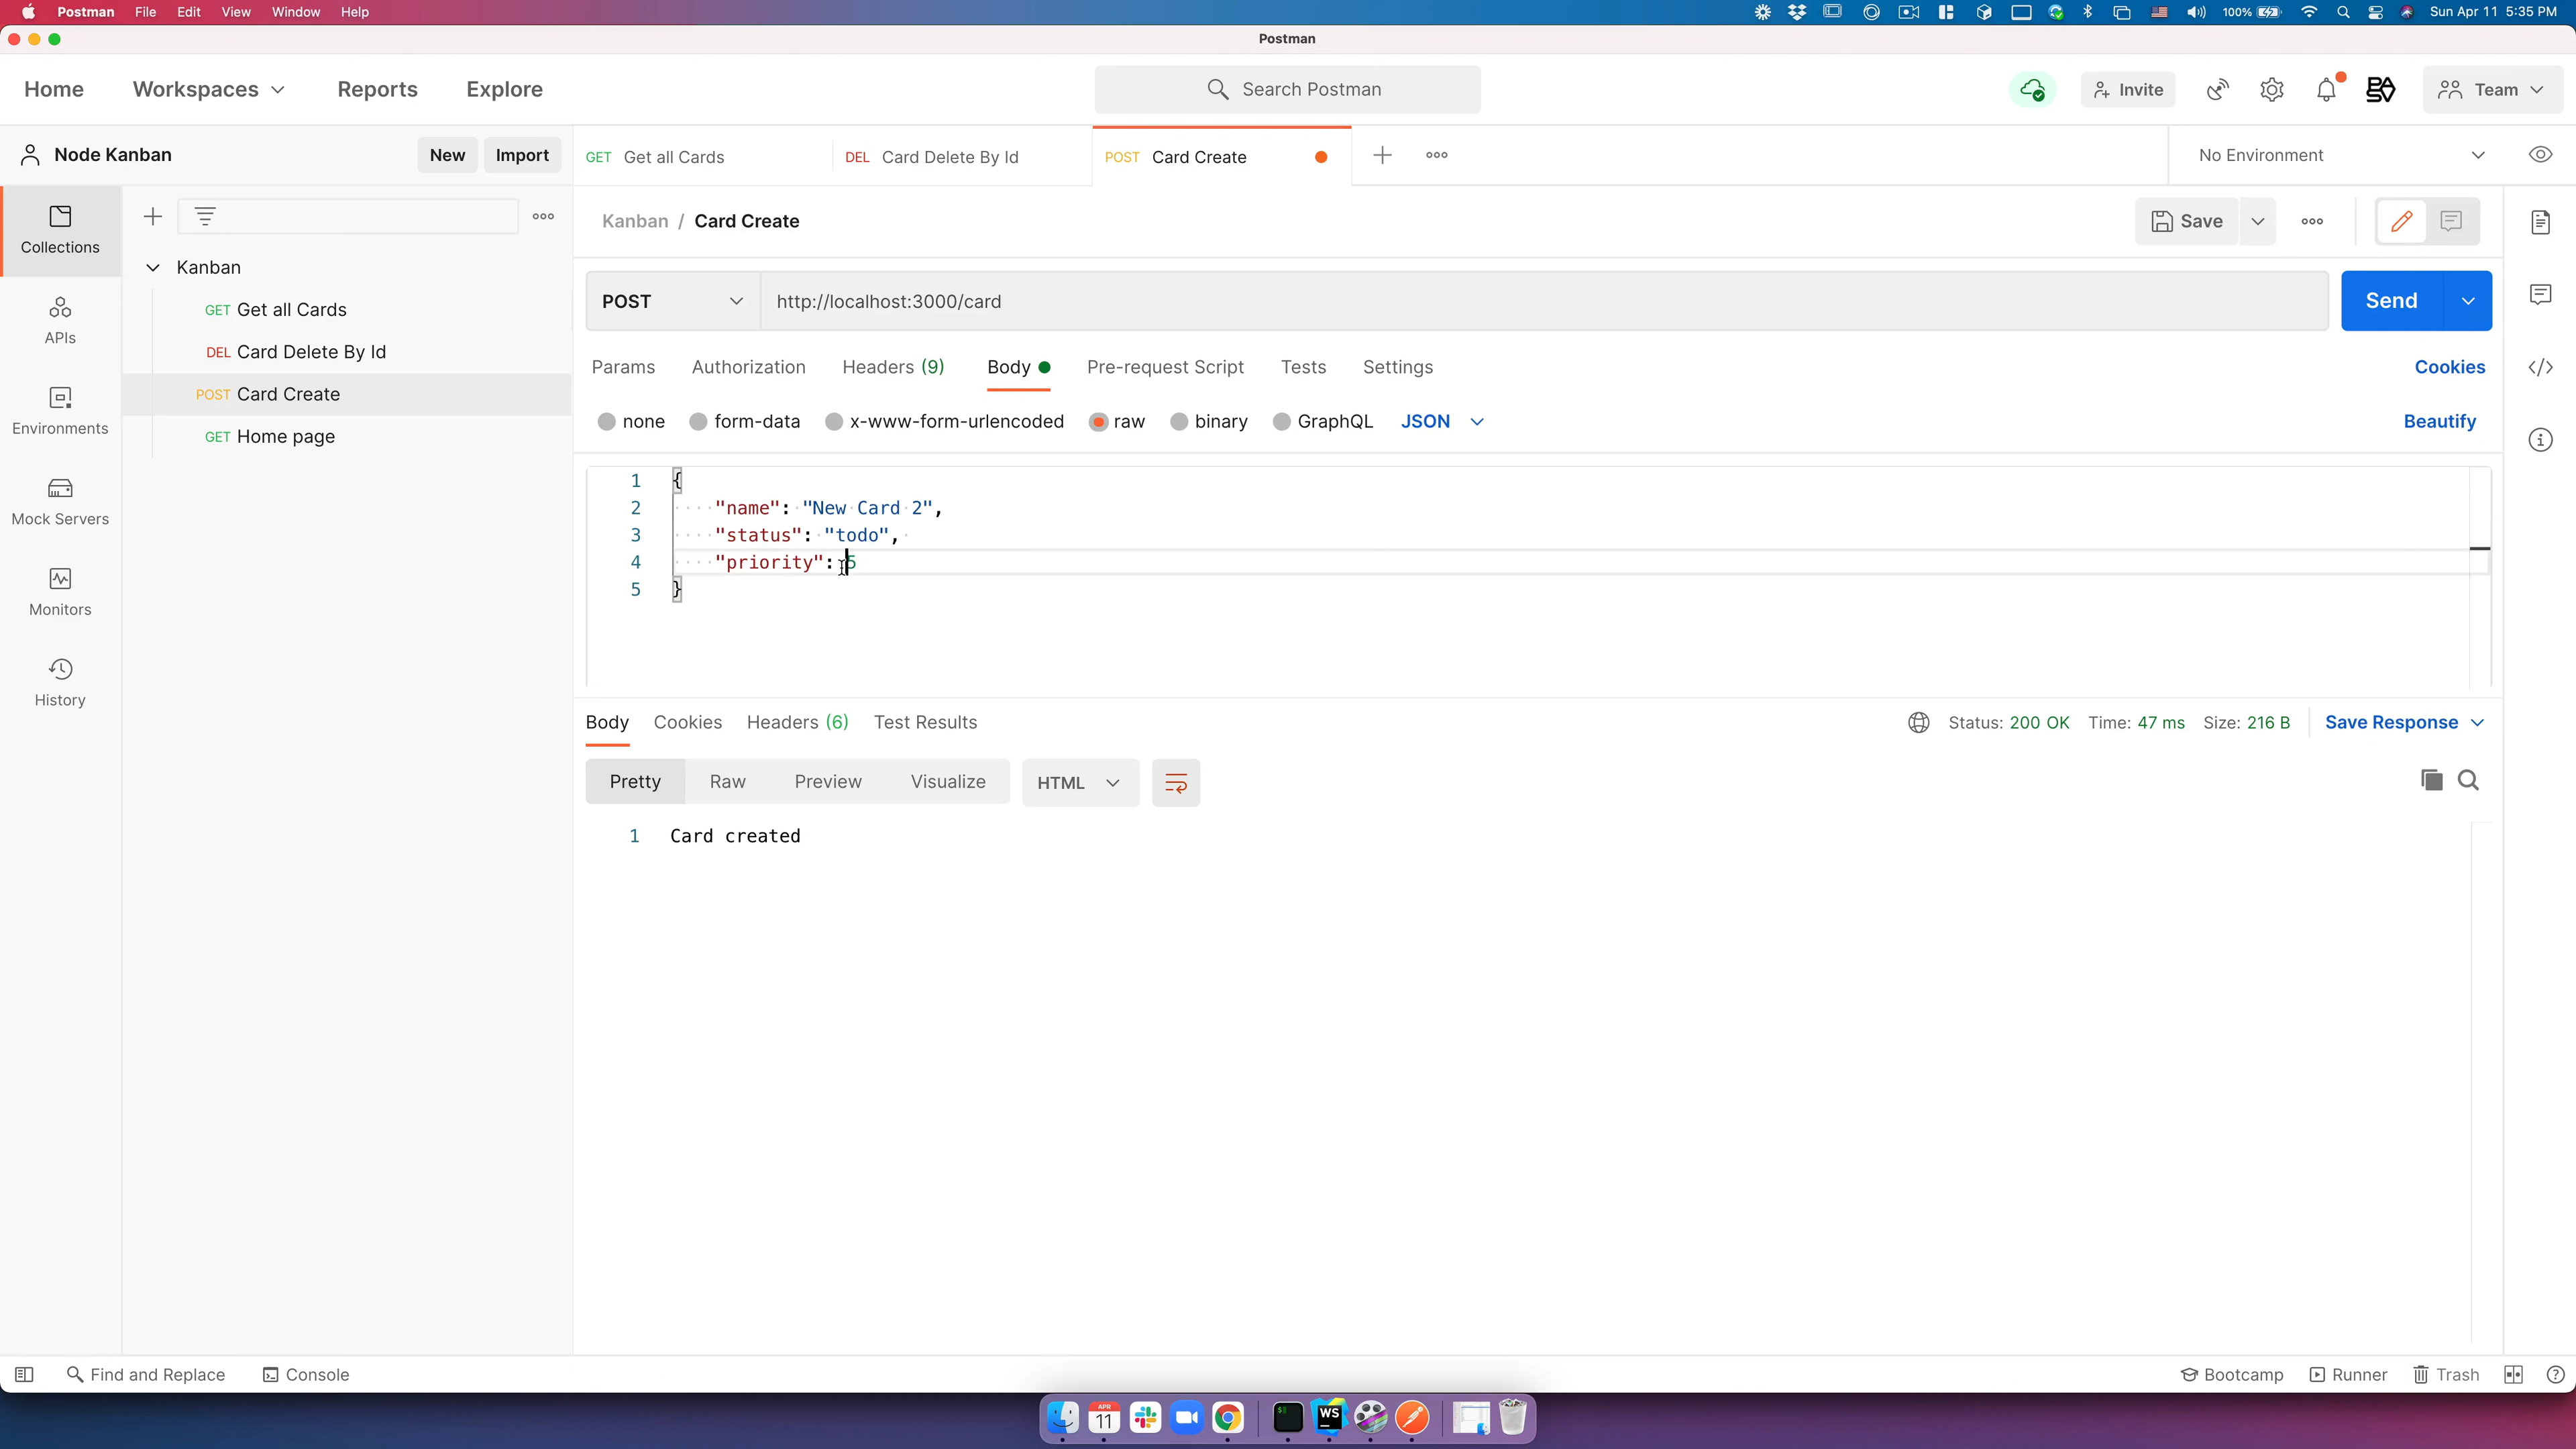 Postman File Edit View Window Help
100% Sun Apr 11 5:35 PM
Postman
Home Workspaces Reports Explore
Search Postman
Invite Team
Node Kanban New Import
GET Get all Cards DEL Card Delete By Id POST Card Create
No Environment
Collections
APIs
Environments
Mock Servers
Monitors
History
Kanban
GET Get all Cards
DEL Card Delete By Id
POST Card Create
GET Home page
Kanban / Card Create
Save
POST http://localhost:3000/card
Send
Params Authorization Headers (9) Body Pre-request Script Tests Settings
Cookies
none form-data x-www-form-urlencoded raw binary GraphQL JSON
Beautify
1 {
2 "name": "New Card 2",
3 "status": "todo",
4 "priority": 5
5 }
Body Cookies Headers (6) Test Results
Status: 200 OK Time: 47 ms Size: 216 B Save Response
Pretty Raw Preview Visualize HTML
1 Card created
Find and Replace Console
Bootcamp Runner Trash
APR
11
WS